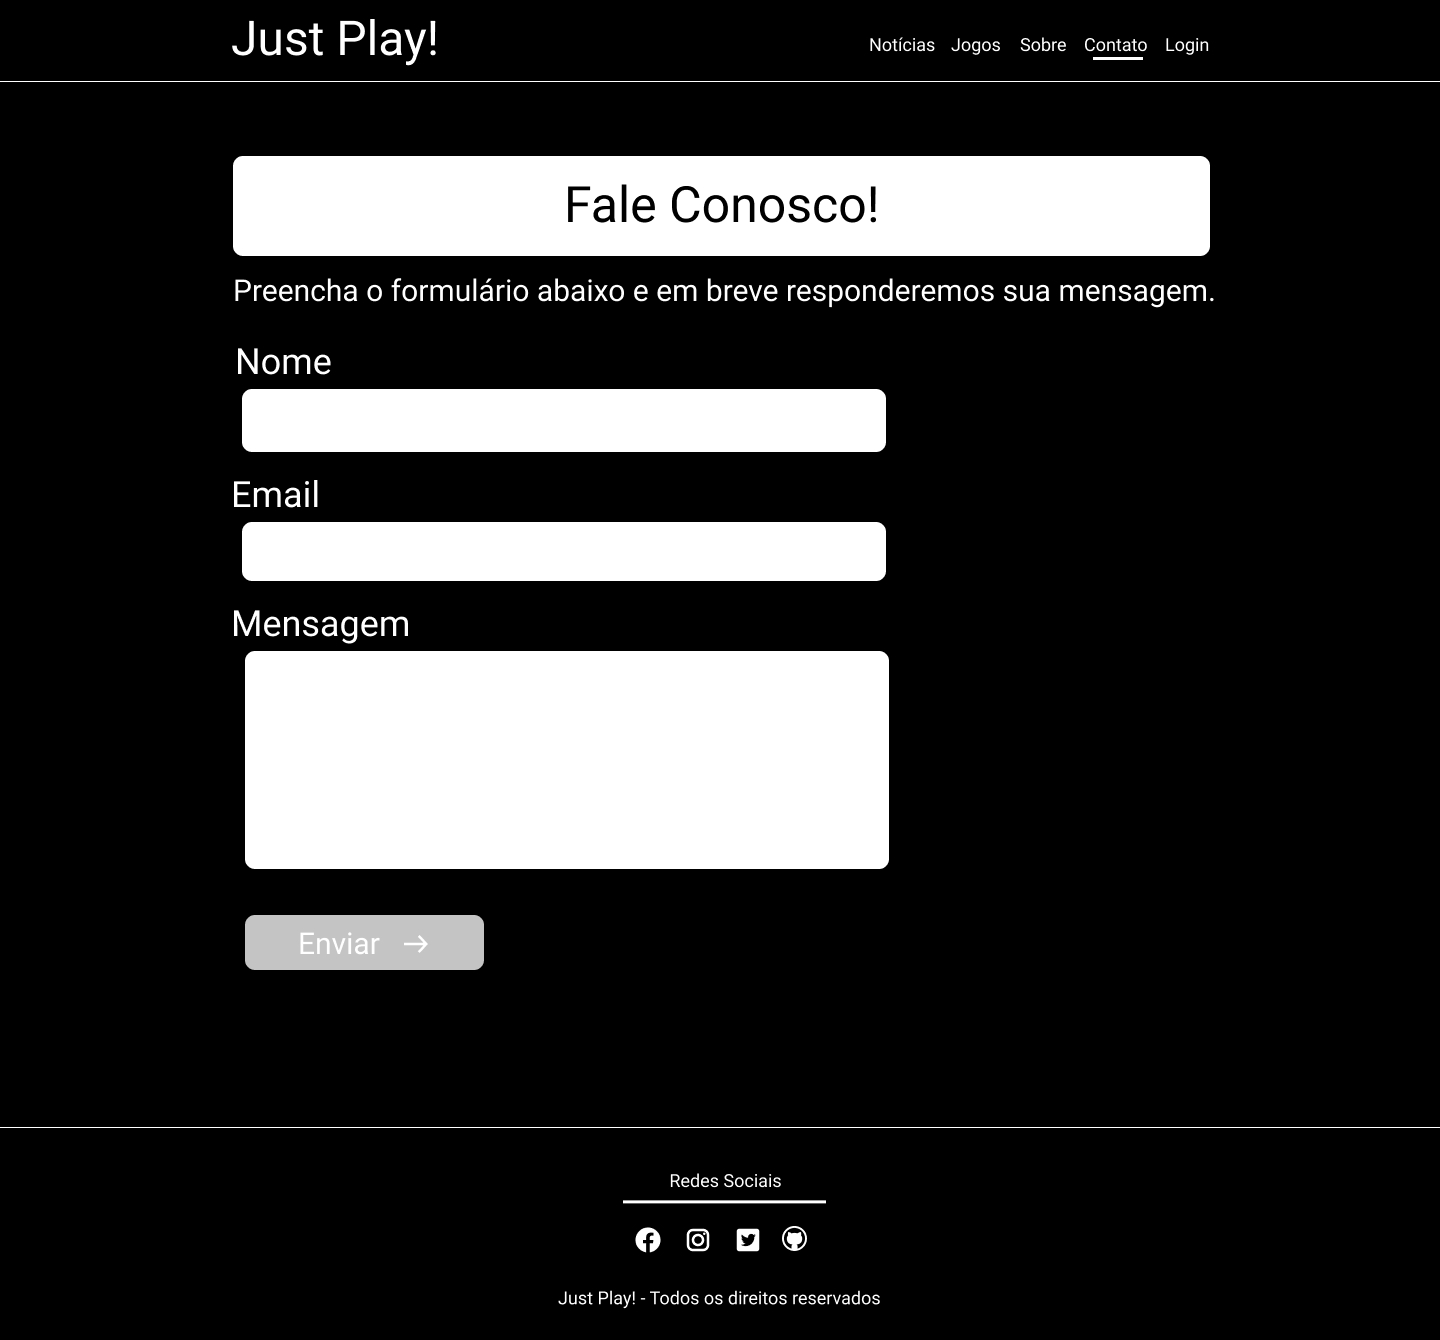 Just Play!
Notícias Jogos Sobre Contato Login
Fale Conosco!
Preencha o formulário abaixo e em breve responderemos sua mensagem.
Nome
Email
Mensagem
Enviar →
Redes Sociais
Just Play! - Todos os direitos reservados